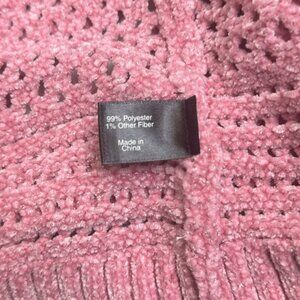 99% Polyester
1% Other Fiber
Made in
China